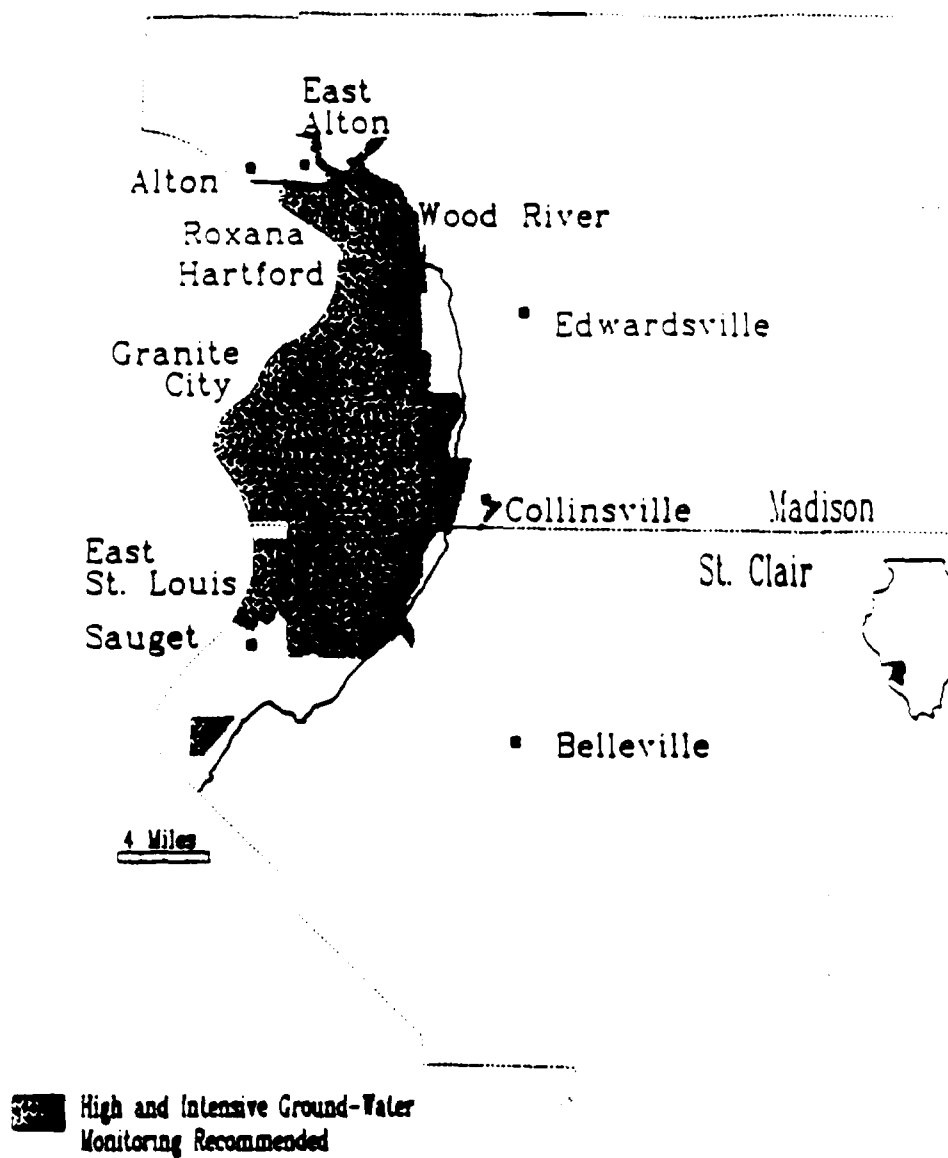 East
Alton
Alton
Wood River
Roxana
Hartford
Edwardsville
Granite
City
Collinsville
Madison
East
St. Louis
St. Clair
Sauget
Belleville
4 Miles
High and Intensive Ground-Water
Monitoring Recommended